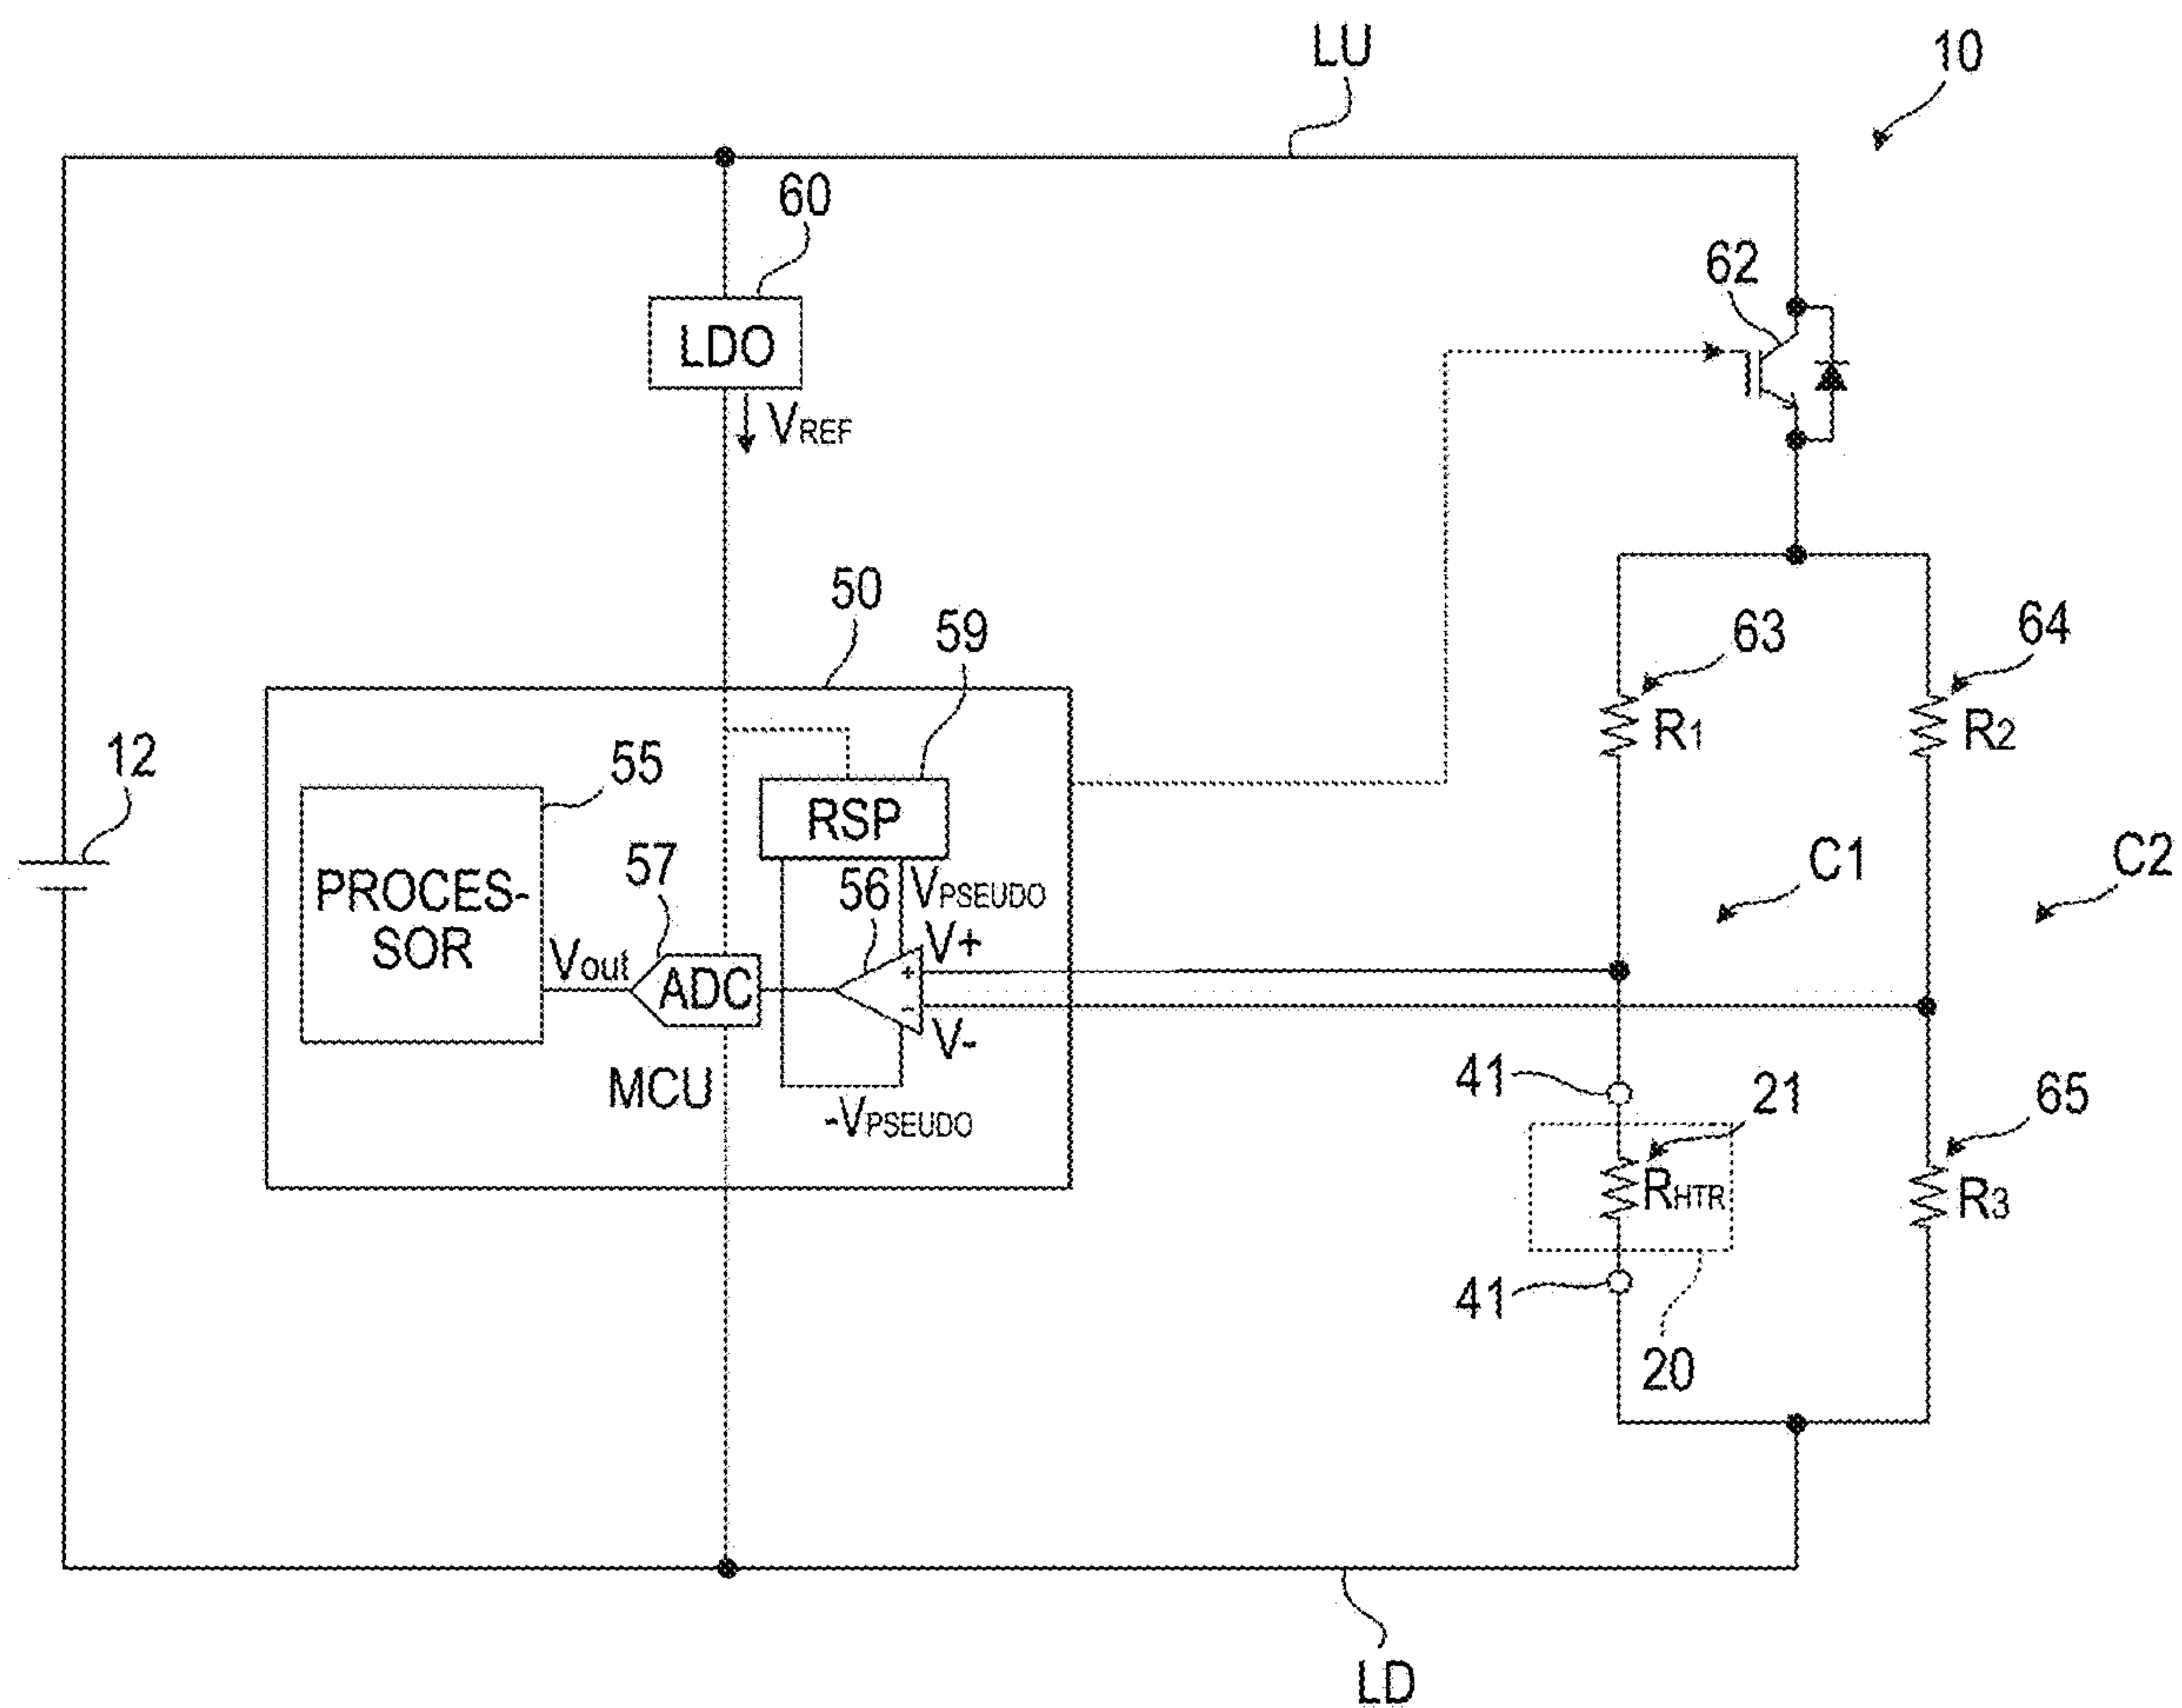 LU
10
60
LDO
VREF
62
50
59
63
64
R1
R2
12
55
RSP
57
56
VPSEUDO
C1
C2
PROCES-
SOR
Vout
ADC
V+
+
-
V-
MCU
-VPSEUDO
41
21
65
RHTR
R3
41
20
LD